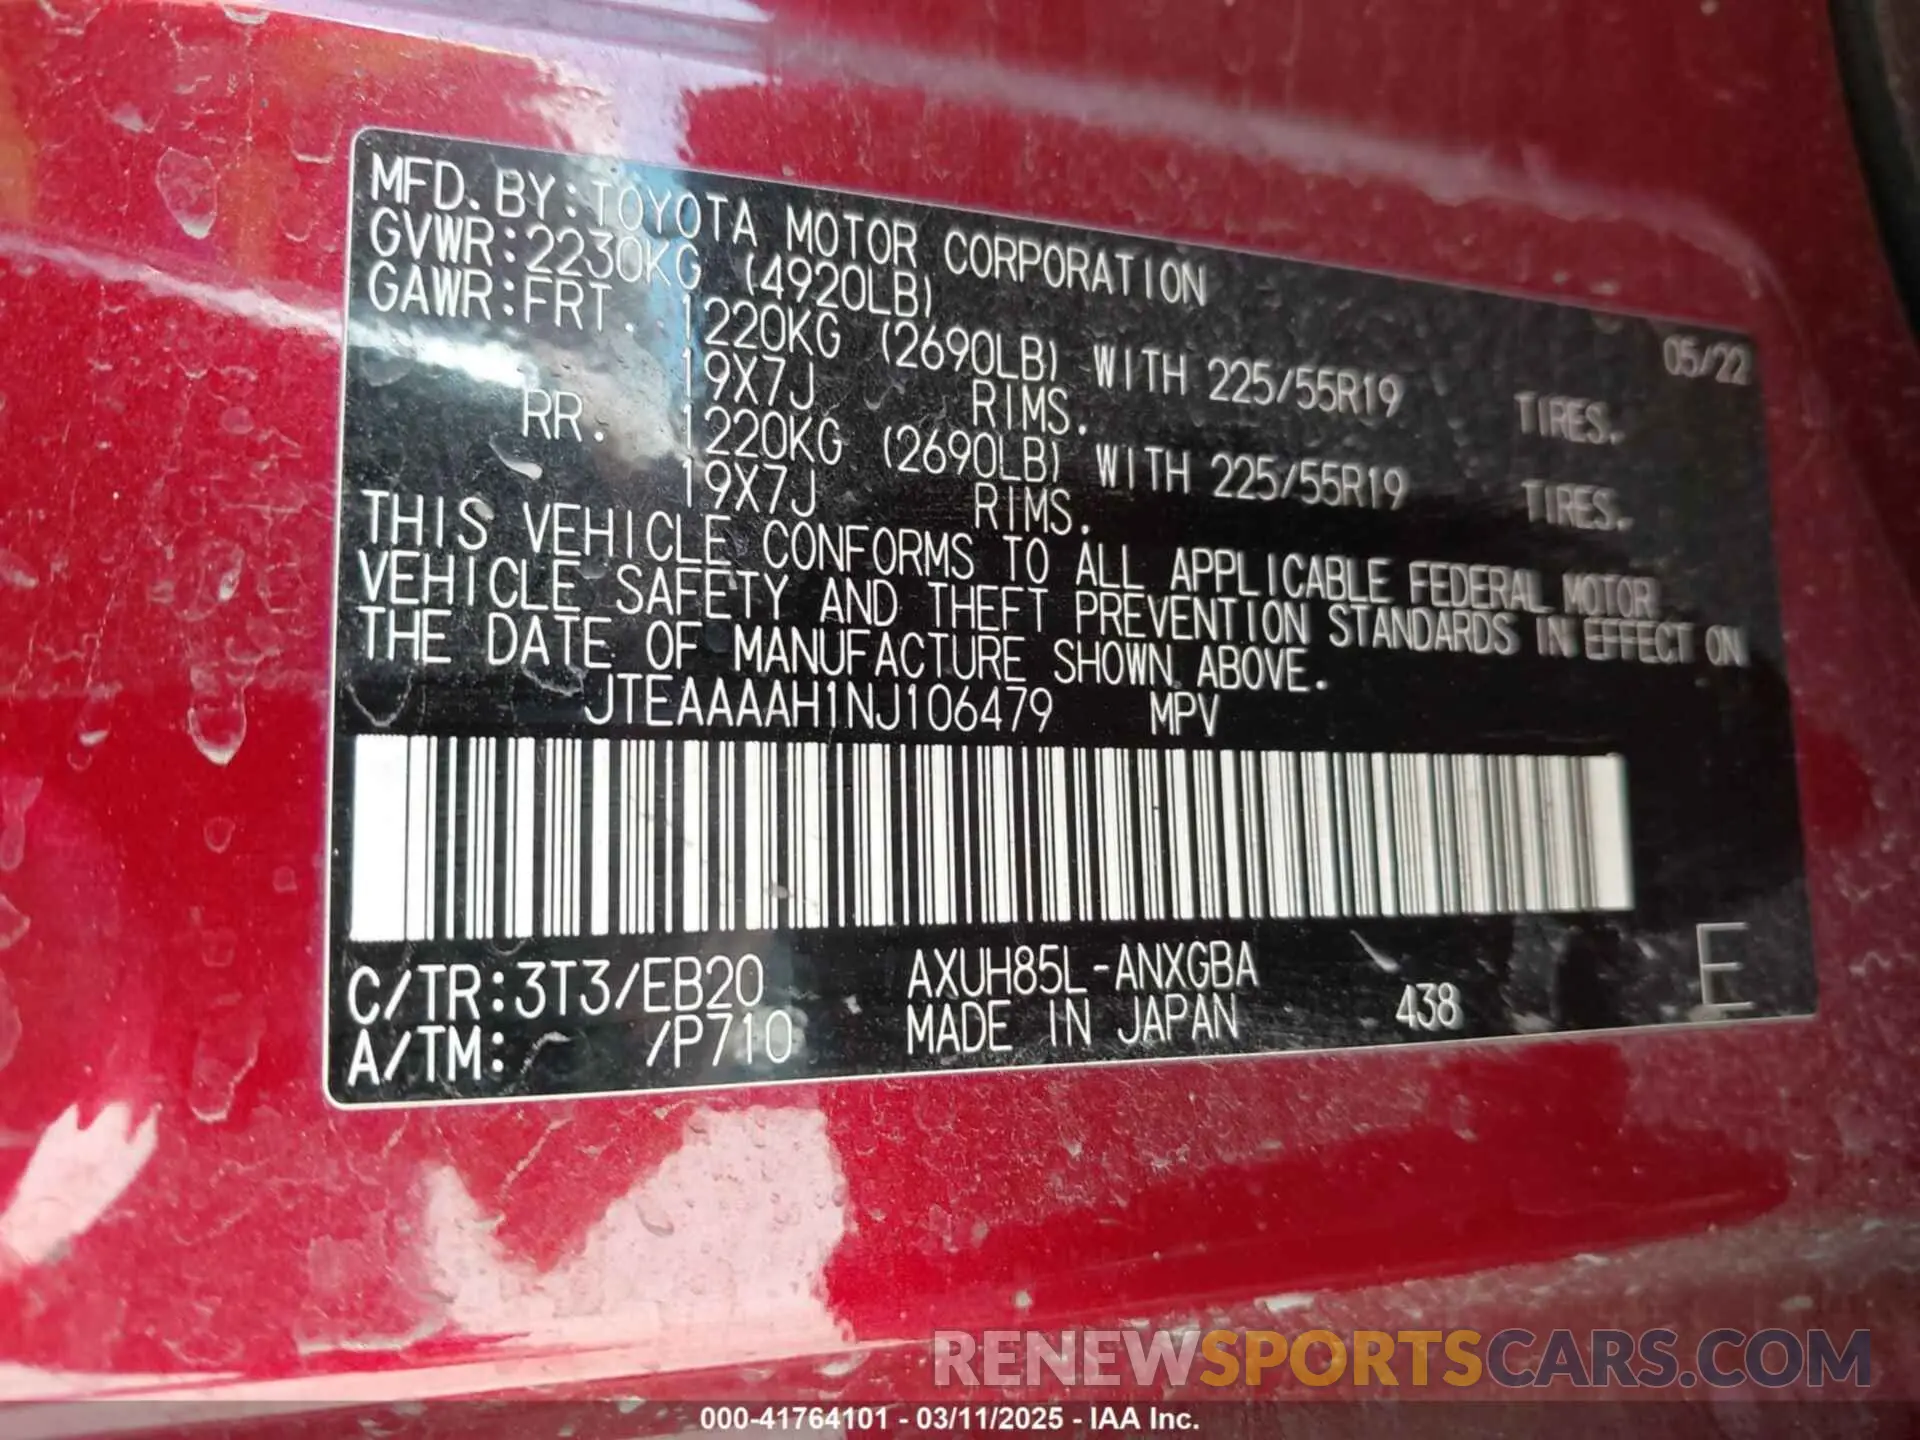 MFD. BY: TOYOTA MOTOR CORPORATION 05/22
GVWR: 2230KG (4920LB)
GAWR: FRT. 1220KG (2690LB) WITH 225/55R19 TIRES.
19X7J RIMS.
RR. 1220KG (2690LB) WITH 225/55R19 TIRES.
19X7J RIMS.
THIS VEHICLE CONFORMS TO ALL APPLICABLE FEDERAL MOTOR
VEHICLE SAFETY AND THEFT PREVENTION STANDARDS IN EFFECT ON
THE DATE OF MANUFACTURE SHOWN ABOVE.
JTEAAAAH1NJ106479 MPV
C/TR: 3T3/EB20 AXUH85L-ANXGBA
A/TM: /P710 MADE IN JAPAN 438 E
RENEWSPORTSCARS.COM
000-41764101 - 03/11/2025 - IAA Inc.